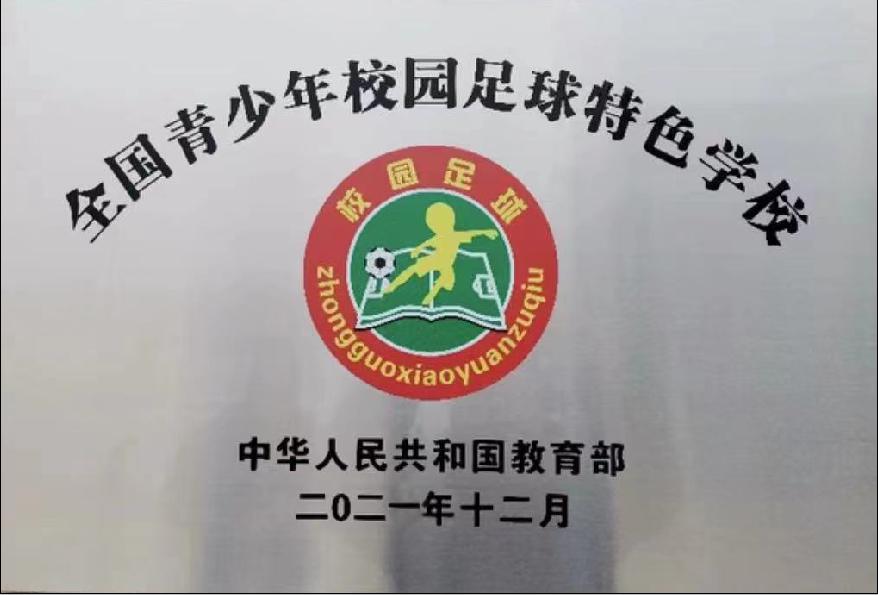 全国青少年校园足球特色学校
校园足球
zhongguoxiaoyuanzuqiu
中华人民共和国教育部
二〇二一年十二月